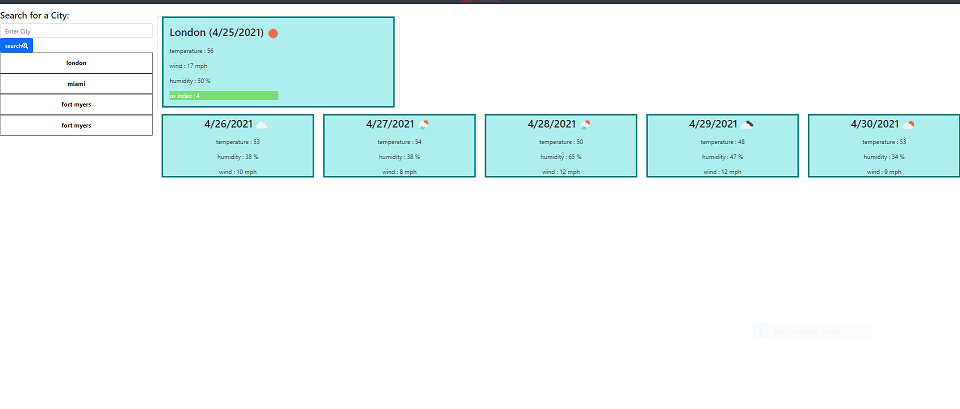 Search for a City:
Enter City
search
london
miami
fort myers
fort myers
London (4/25/2021)
temperature : 56
wind : 17 mph
humidity : 50 %
uv index : 4
4/26/2021
temperature : 53
humidity : 38 %
wind : 10 mph
4/27/2021
temperature : 54
humidity : 38 %
wind : 8 mph
4/28/2021
temperature : 50
humidity : 65 %
wind : 12 mph
4/29/2021
temperature : 48
humidity : 47 %
wind : 12 mph
4/30/2021
temperature : 53
humidity : 34 %
wind : 9 mph